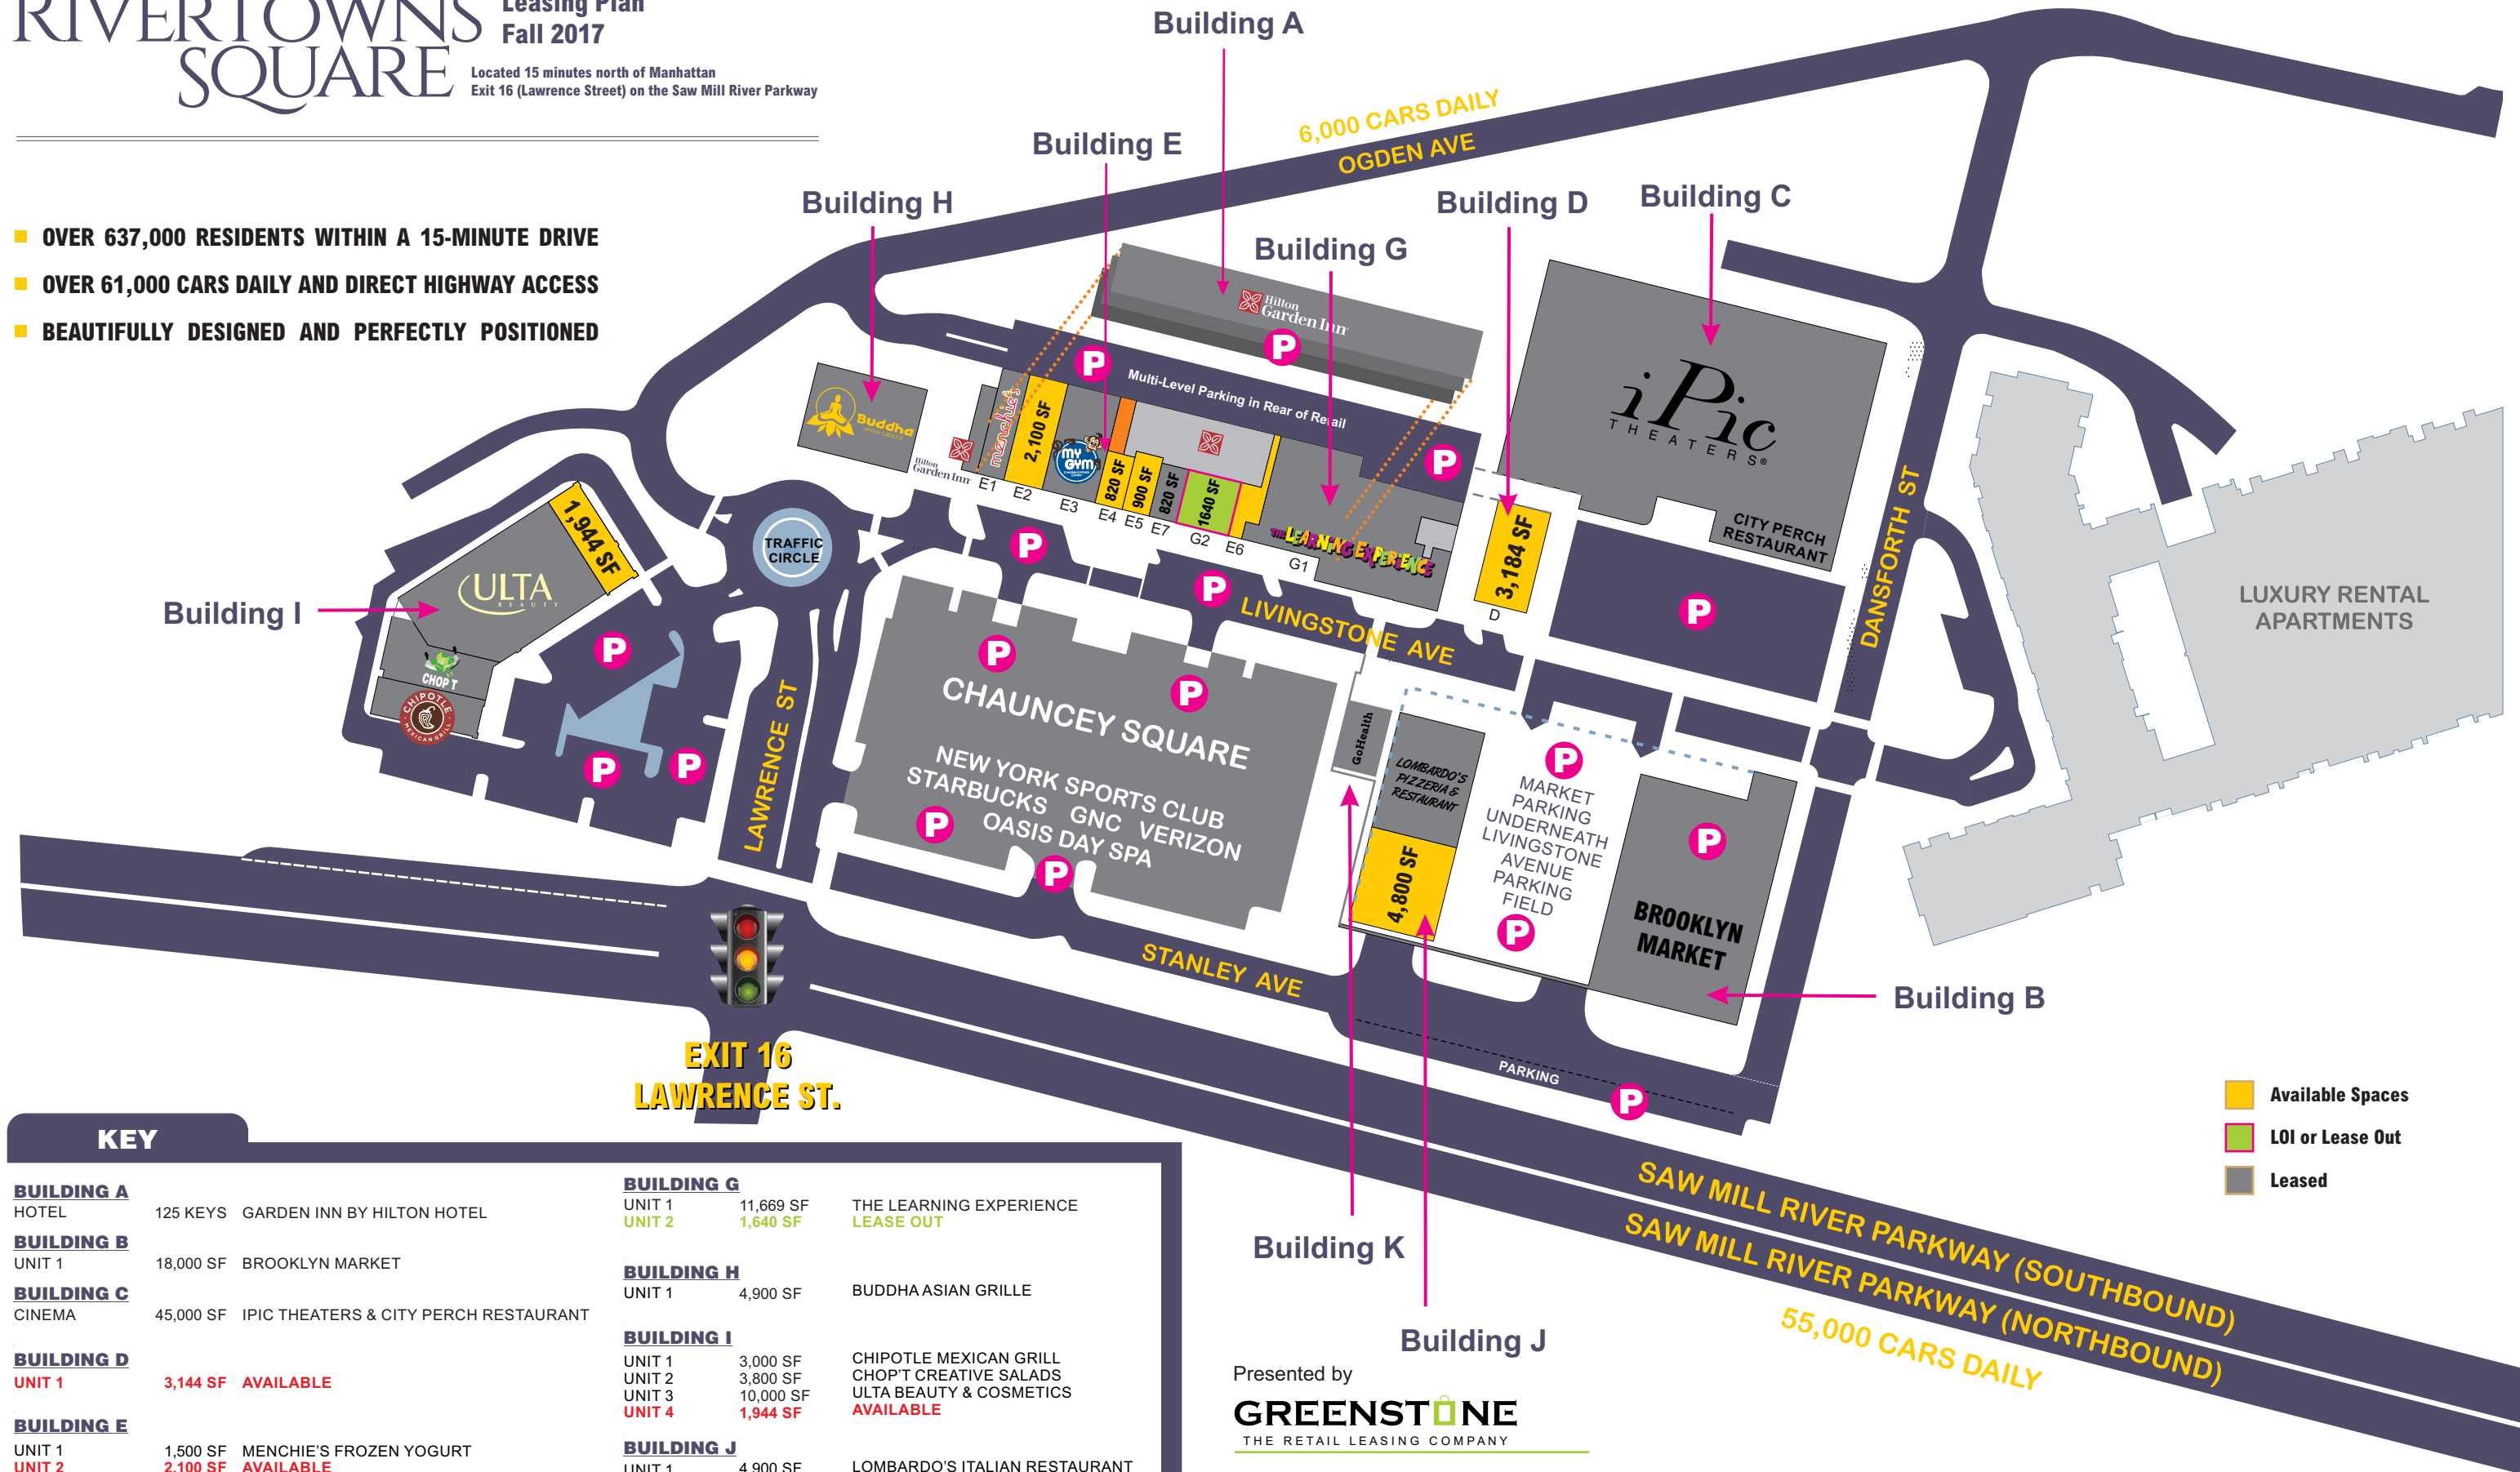 RIVERTOWNS
SQUARE
Leasing Plan
Fall 2017
Located 15 minutes north of Manhattan
Exit 16 (Lawrence Street) on the Saw Mill River Parkway
OVER 637,000 RESIDENTS WITHIN A 15-MINUTE DRIVE
OVER 61,000 CARS DAILY AND DIRECT HIGHWAY ACCESS
BEAUTIFULLY DESIGNED AND PERFECTLY POSITIONED
Building A
Building E
Building H
Building G
Building D
Building C
6,000 CARS DAILY
OGDEN AVE
Hilton
Garden Inn
P
P
Multi-Level Parking in Rear of Retail
P
Buddha
ASIAN GRILLE
Hilton
Garden Inn
menchie's
2,100 SF
MY
GYM
820 SF
900 SF
820 SF
1640 SF
E1
E2
E3
E4
E5
E7
G2
E6
G1
THE LEARNING EXPERIENCE
3,184 SF
D
iPic
THEATERS®
CITY PERCH
RESTAURANT
DANSFORTH ST
LUXURY RENTAL
APARTMENTS
1,944 SF
ULTA
BEAUTY
Building I
CHOP T
CHIPOTLE
MEXICAN GRILL
TRAFFIC
CIRCLE
P
P
P
P
P
P
LIVINGSTONE AVE
LAWRENCE ST
P
P
CHAUNCEY SQUARE
NEW YORK SPORTS CLUB
STARBUCKS GNC VERIZON
OASIS DAY SPA
P
P
GoHealth
LOMBARDO'S
PIZZERIA &
RESTAURANT
4,800 SF
P
MARKET
PARKING
UNDERNEATH
LIVINGSTONE
AVENUE
PARKING
FIELD
P
P
BROOKLYN
MARKET
Building B
STANLEY AVE
PARKING
P
EXIT 16
LAWRENCE ST.
Available Spaces
LOI or Lease Out
Leased
SAW MILL RIVER PARKWAY (SOUTHBOUND)
SAW MILL RIVER PARKWAY (NORTHBOUND)
55,000 CARS DAILY
Building K
Building J
Presented by
GREENSTONE
THE RETAIL LEASING COMPANY
KEY
BUILDING A
HOTEL 125 KEYS GARDEN INN BY HILTON HOTEL
BUILDING B
UNIT 1 18,000 SF BROOKLYN MARKET
BUILDING C
CINEMA 45,000 SF IPIC THEATERS & CITY PERCH RESTAURANT
BUILDING D
UNIT 1 3,144 SF AVAILABLE
BUILDING E
UNIT 1 1,500 SF MENCHIE'S FROZEN YOGURT
UNIT 2 2,100 SF AVAILABLE
BUILDING G
UNIT 1 11,669 SF THE LEARNING EXPERIENCE
UNIT 2 1,640 SF LEASE OUT
BUILDING H
UNIT 1 4,900 SF BUDDHA ASIAN GRILLE
BUILDING I
UNIT 1 3,000 SF CHIPOTLE MEXICAN GRILL
UNIT 2 3,800 SF CHOP'T CREATIVE SALADS
UNIT 3 10,000 SF ULTA BEAUTY & COSMETICS
UNIT 4 1,944 SF AVAILABLE
BUILDING J
UNIT 1 4,900 SF LOMBARDO'S ITALIAN RESTAURANT